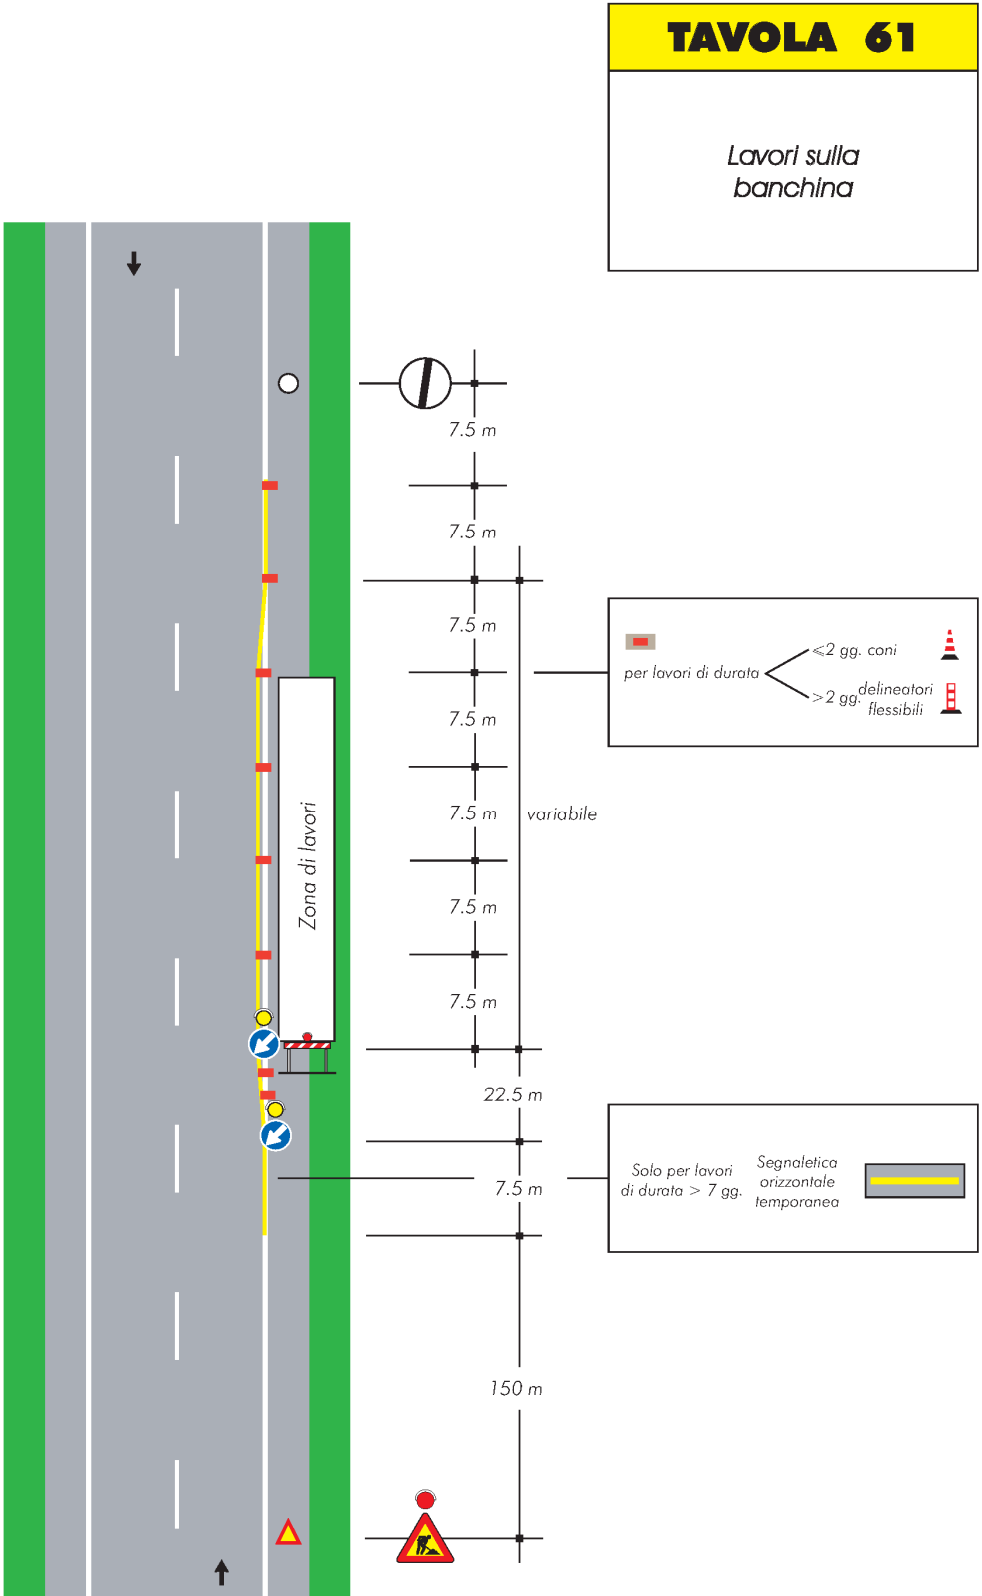 TAVOLA 61
Lavori sulla
banchina
7.5 m
7.5 m
7.5 m
7.5 m
7.5 m
7.5 m
7.5 m
variabile
Zona di lavori
⩽2 gg. coni
per lavori di durata
>2 gg. delineatori
flessibili
22.5 m
7.5 m
Solo per lavori
di durata > 7 gg.
Segnaletica
orizzontale
temporanea
150 m